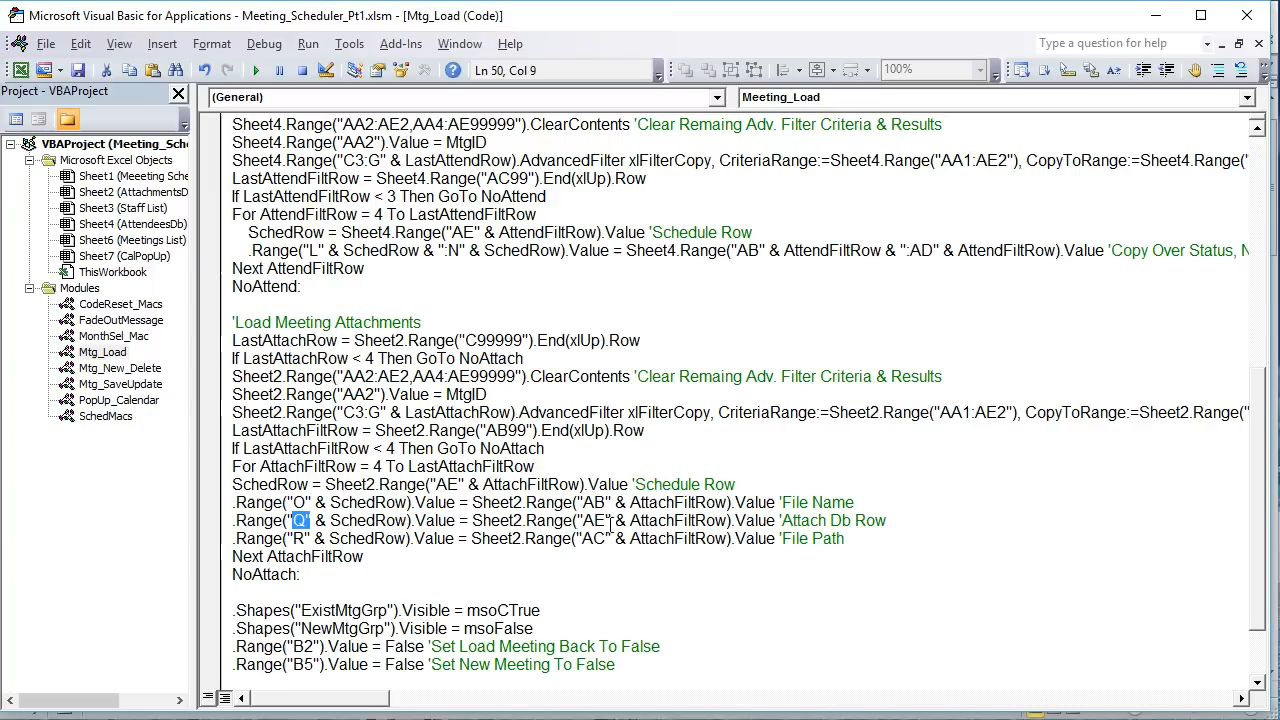 Microsoft Visual Basic for Applications - Meeting_Scheduler_Pt1.xlsm - [Mtg_Load (Code)]
File Edit View Insert Format Debug Run Tools Add-Ins Window Help
Type a question for help
Ln 50, Col 9
100%
Project - VBAProject
(General)
Meeting_Load
VBAProject (Meeting_Sche
Microsoft Excel Objects
Sheet1 (Meeeting Sche
Sheet2 (AttachmentsD
Sheet3 (Staff List)
Sheet4 (AttendeesDb)
Sheet6 (Meetings List)
Sheet7 (CalPopUp)
ThisWorkbook
Modules
CodeReset_Macs
FadeOutMessage
MonthSel_Mac
Mtg_Load
Mtg_New_Delete
Mtg_SaveUpdate
PopUp_Calendar
SchedMacs
Sheet4.Range("AA2:AE2,AA4:AE99999").ClearContents 'Clear Remaing Adv. Filter Criteria & Results
Sheet4.Range("AA2").Value = MtgID
Sheet4.Range("C3:G" & LastAttendRow).AdvancedFilter xlFilterCopy, CriteriaRange:=Sheet4.Range("AA1:AE2"), CopyToRange:=Sheet4.Range("
LastAttendFiltRow = Sheet4.Range("AC99").End(xlUp).Row
If LastAttendFiltRow < 3 Then GoTo NoAttend
For AttendFiltRow = 4 To LastAttendFiltRow
SchedRow = Sheet4.Range("AE" & AttendFiltRow).Value 'Schedule Row
.Range("L" & SchedRow & ":N" & SchedRow).Value = Sheet4.Range("AB" & AttendFiltRow & ":AD" & AttendFiltRow).Value 'Copy Over Status, N
Next AttendFiltRow
NoAttend:
'Load Meeting Attachments
LastAttachRow = Sheet2.Range("C99999").End(xlUp).Row
If LastAttachRow < 4 Then GoTo NoAttach
Sheet2.Range("AA2:AE2,AA4:AE99999").ClearContents 'Clear Remaing Adv. Filter Criteria & Results
Sheet2.Range("AA2").Value = MtgID
Sheet2.Range("C3:G" & LastAttachRow).AdvancedFilter xlFilterCopy, CriteriaRange:=Sheet2.Range("AA1:AE2"), CopyToRange:=Sheet2.Range("
LastAttachFiltRow = Sheet2.Range("AB99").End(xlUp).Row
If LastAttachFiltRow < 4 Then GoTo NoAttach
For AttachFiltRow = 4 To LastAttachFiltRow
SchedRow = Sheet2.Range("AE" & AttachFiltRow).Value 'Schedule Row
.Range("O" & SchedRow).Value = Sheet2.Range("AB" & AttachFiltRow).Value 'File Name
.Range("Q" & SchedRow).Value = Sheet2.Range("AE" & AttachFiltRow).Value 'Attach Db Row
.Range("R" & SchedRow).Value = Sheet2.Range("AC" & AttachFiltRow).Value 'File Path
Next AttachFiltRow
NoAttach:
.Shapes("ExistMtgGrp").Visible = msoCTrue
.Shapes("NewMtgGrp").Visible = msoFalse
.Range("B2").Value = False 'Set Load Meeting Back To False
.Range("B5").Value = False 'Set New Meeting To False